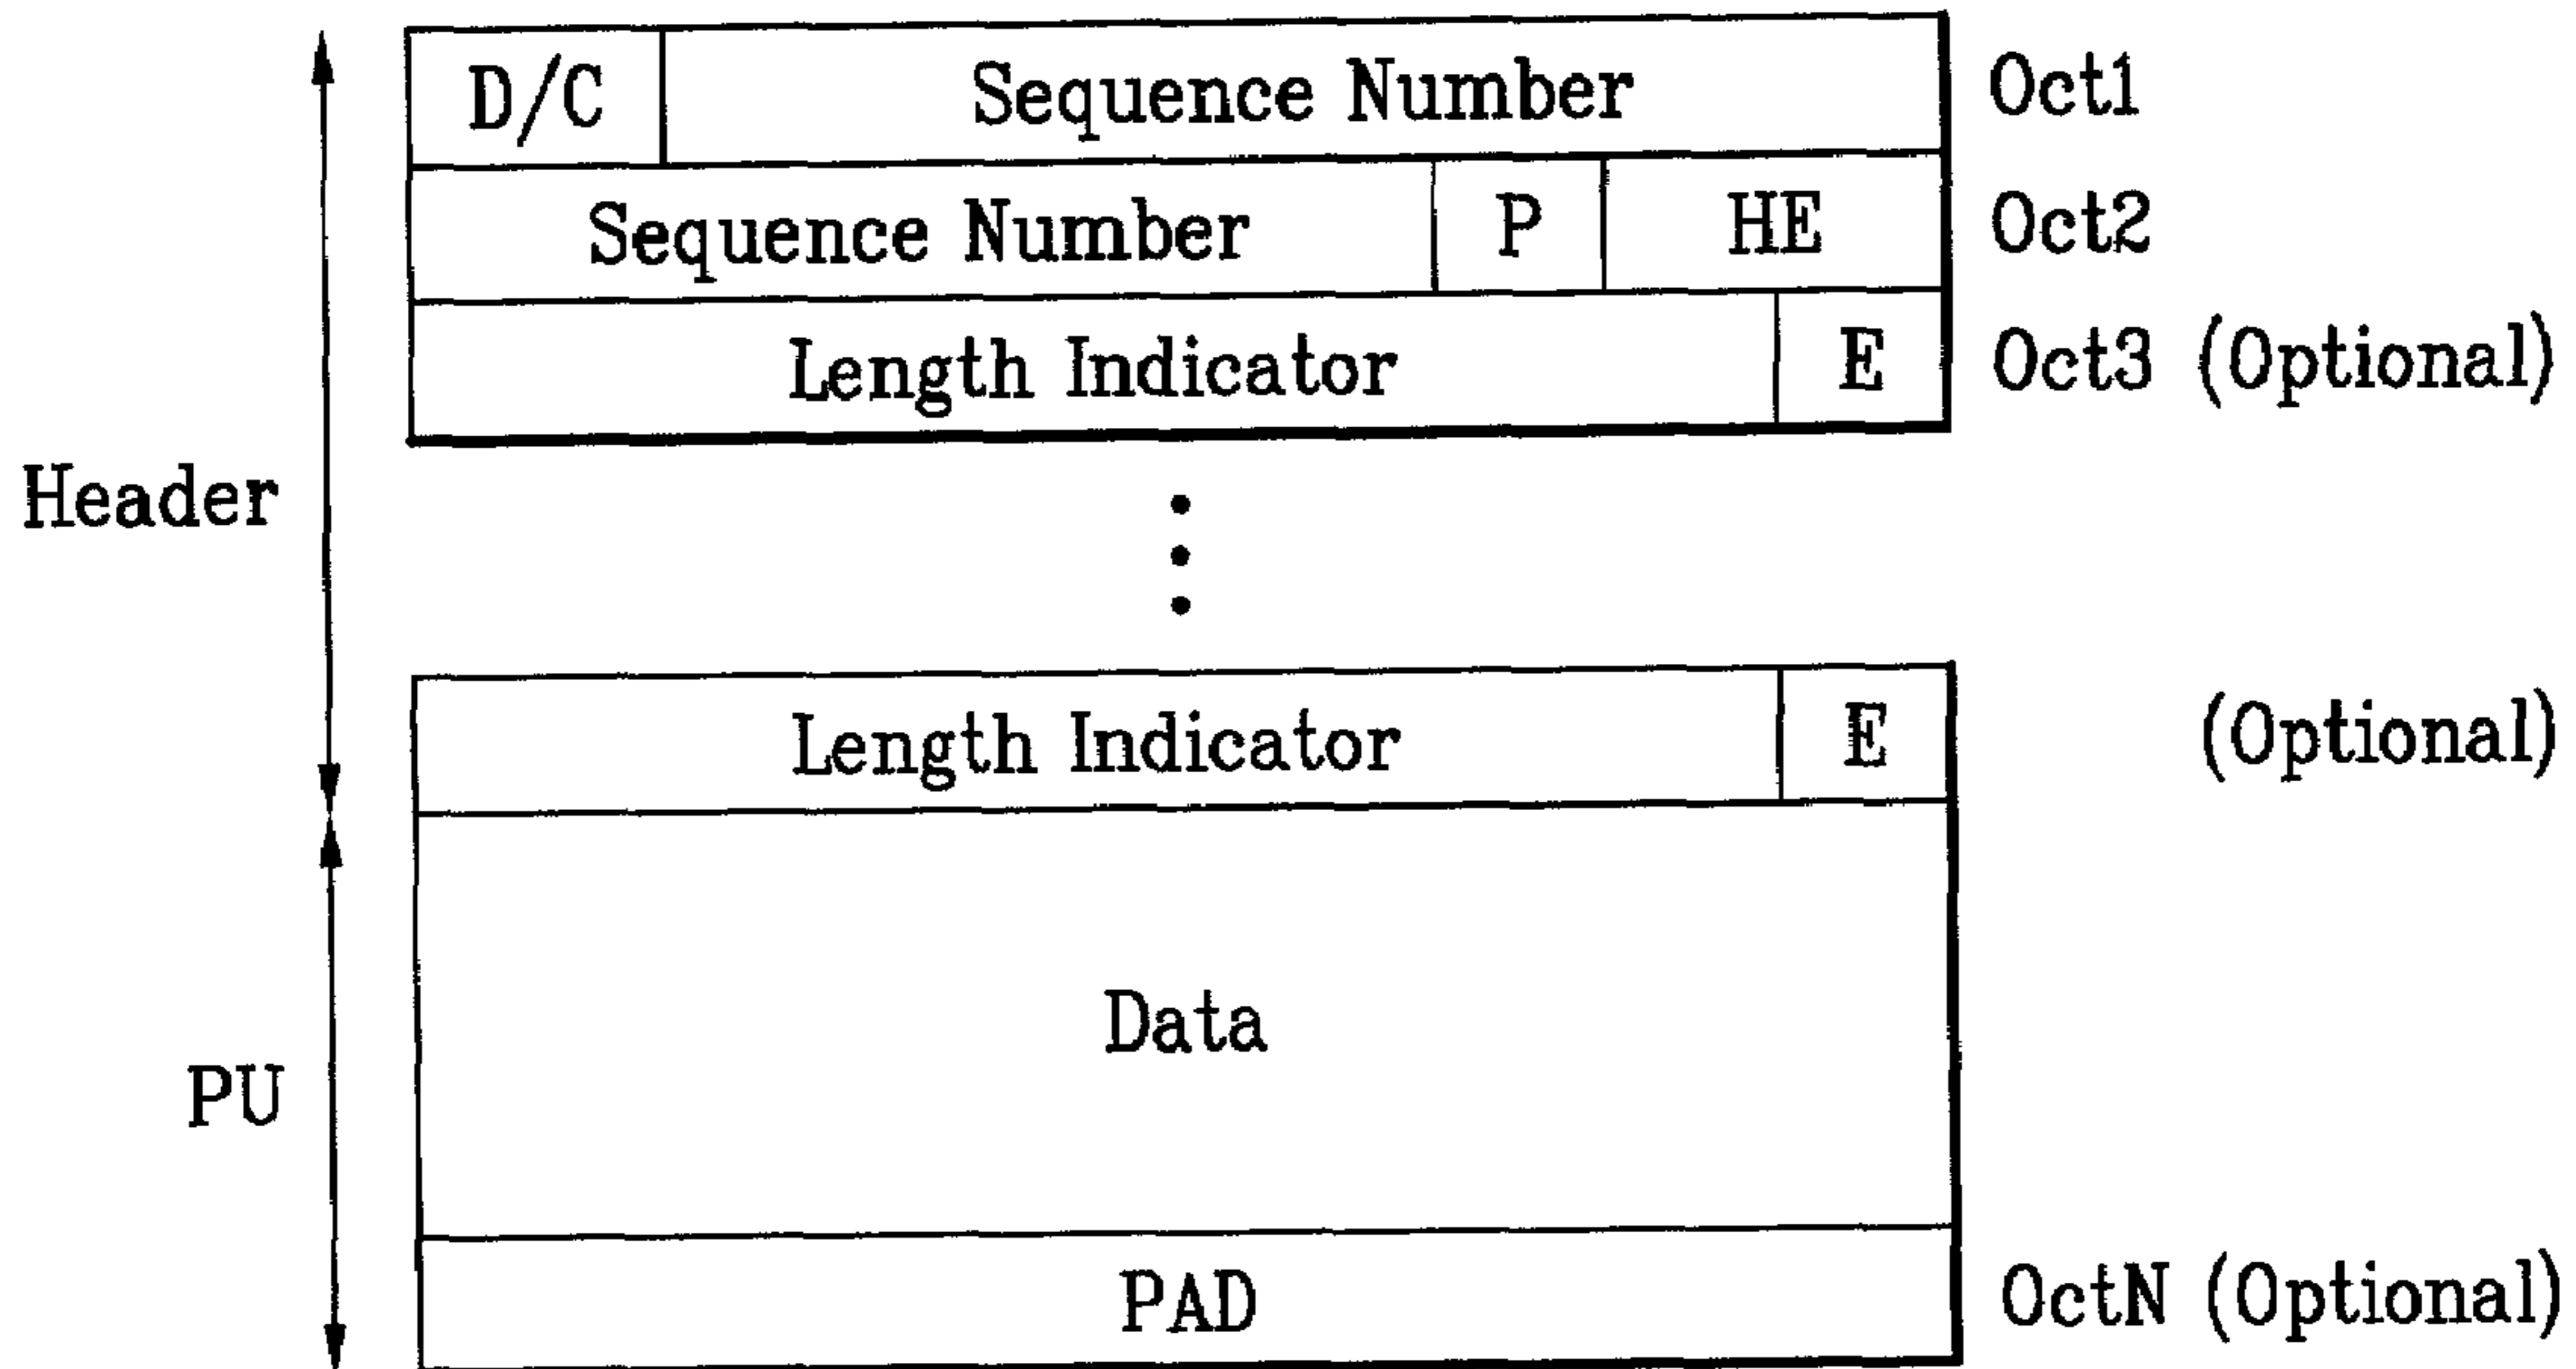 D/C Sequence Number Oct1
Sequence Number P HE Oct2
Length Indicator E Oct3 (Optional)
Header
Length Indicator E (Optional)
Data
PU
PAD OctN (Optional)